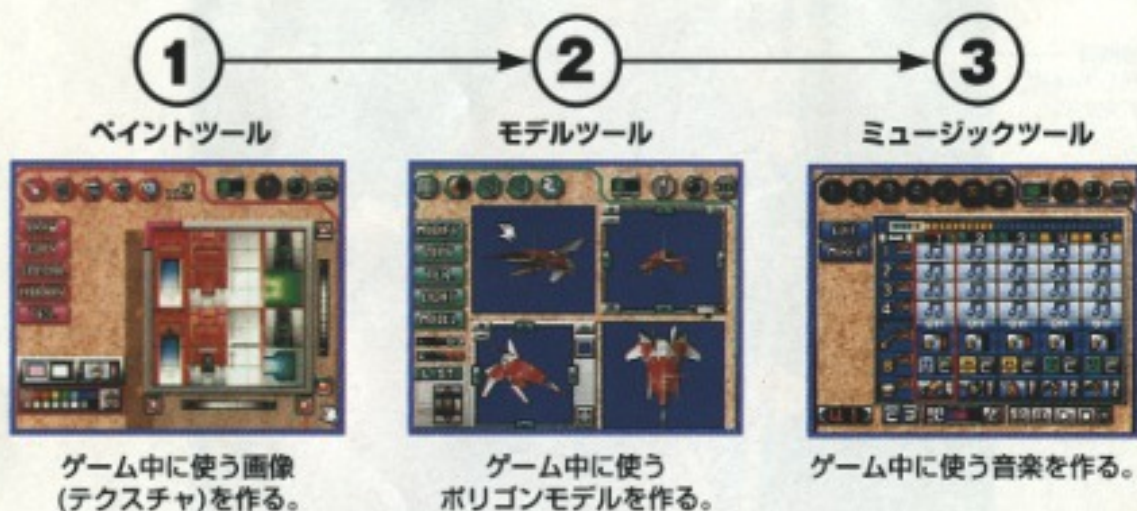 1
2
3
ペイントツール
モデルツール
ミュージックツール
MODIFY
LIGHT
LIST
ゲーム中に使う画像
(テクスチャ)を作る。
ゲーム中に使う
ポリゴンモデルを作る。
ゲーム中に使う音楽を作る。